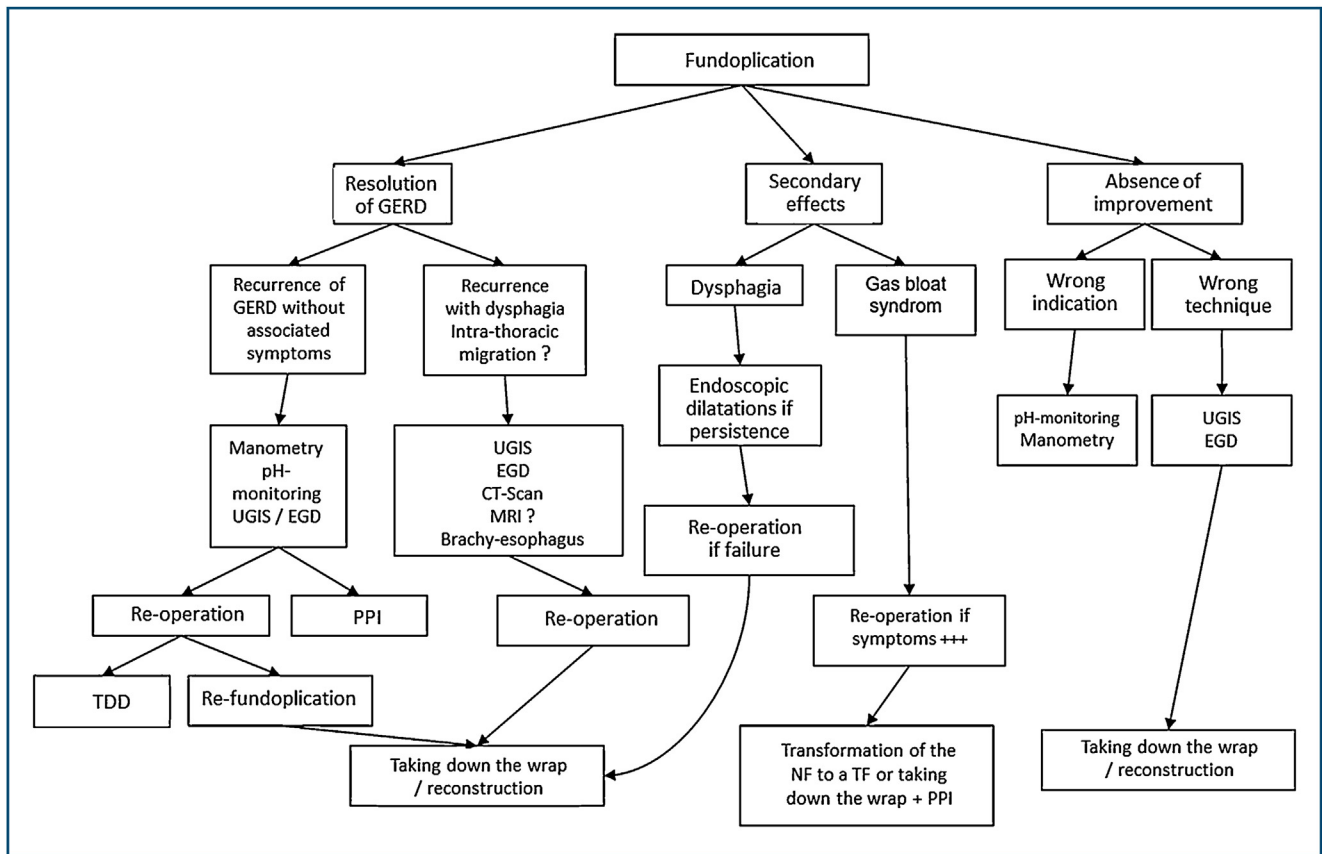 Fundoplication
Resolution
of GERD
Secondary
effects
Absence of
improvement
Recurrence of
GERD without
associated
symptoms
Recurrence
with dysphagia
Intra-thoracic
migration ?
Dysphagia
Gas bloat
syndrom
Wrong
indication
Wrong
technique
Endoscopic
dilatations if
persistence
pH-monitoring
Manometry
UGIS
EGD
Manometry
pH-
monitoring
UGIS / EGD
UGIS
EGD
CT-Scan
MRI ?
Brachy-esophagus
Re-operation
if failure
Re-operation
PPI
Re-operation
Re-operation if
symptoms +++
TDD
Re-fundoplication
Taking down the wrap
/ reconstruction
Transformation of the
NF to a TF or taking
down the wrap + PPI
Taking down the wrap
/ reconstruction